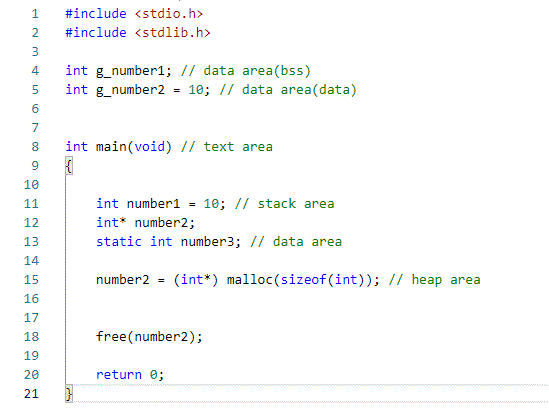 1 #include <stdio.h>
2 #include <stdlib.h>
3
4 int g_number1; // data area(bss)
5 int g_number2 = 10; // data area(data)
6
7
8 int main(void) // text area
9 {
10
11 int number1 = 10; // stack area
12 int* number2;
13 static int number3; // data area
14
15 number2 = (int*) malloc(sizeof(int)); // heap area
16
17
18 free(number2);
19
20 return 0;
21 }